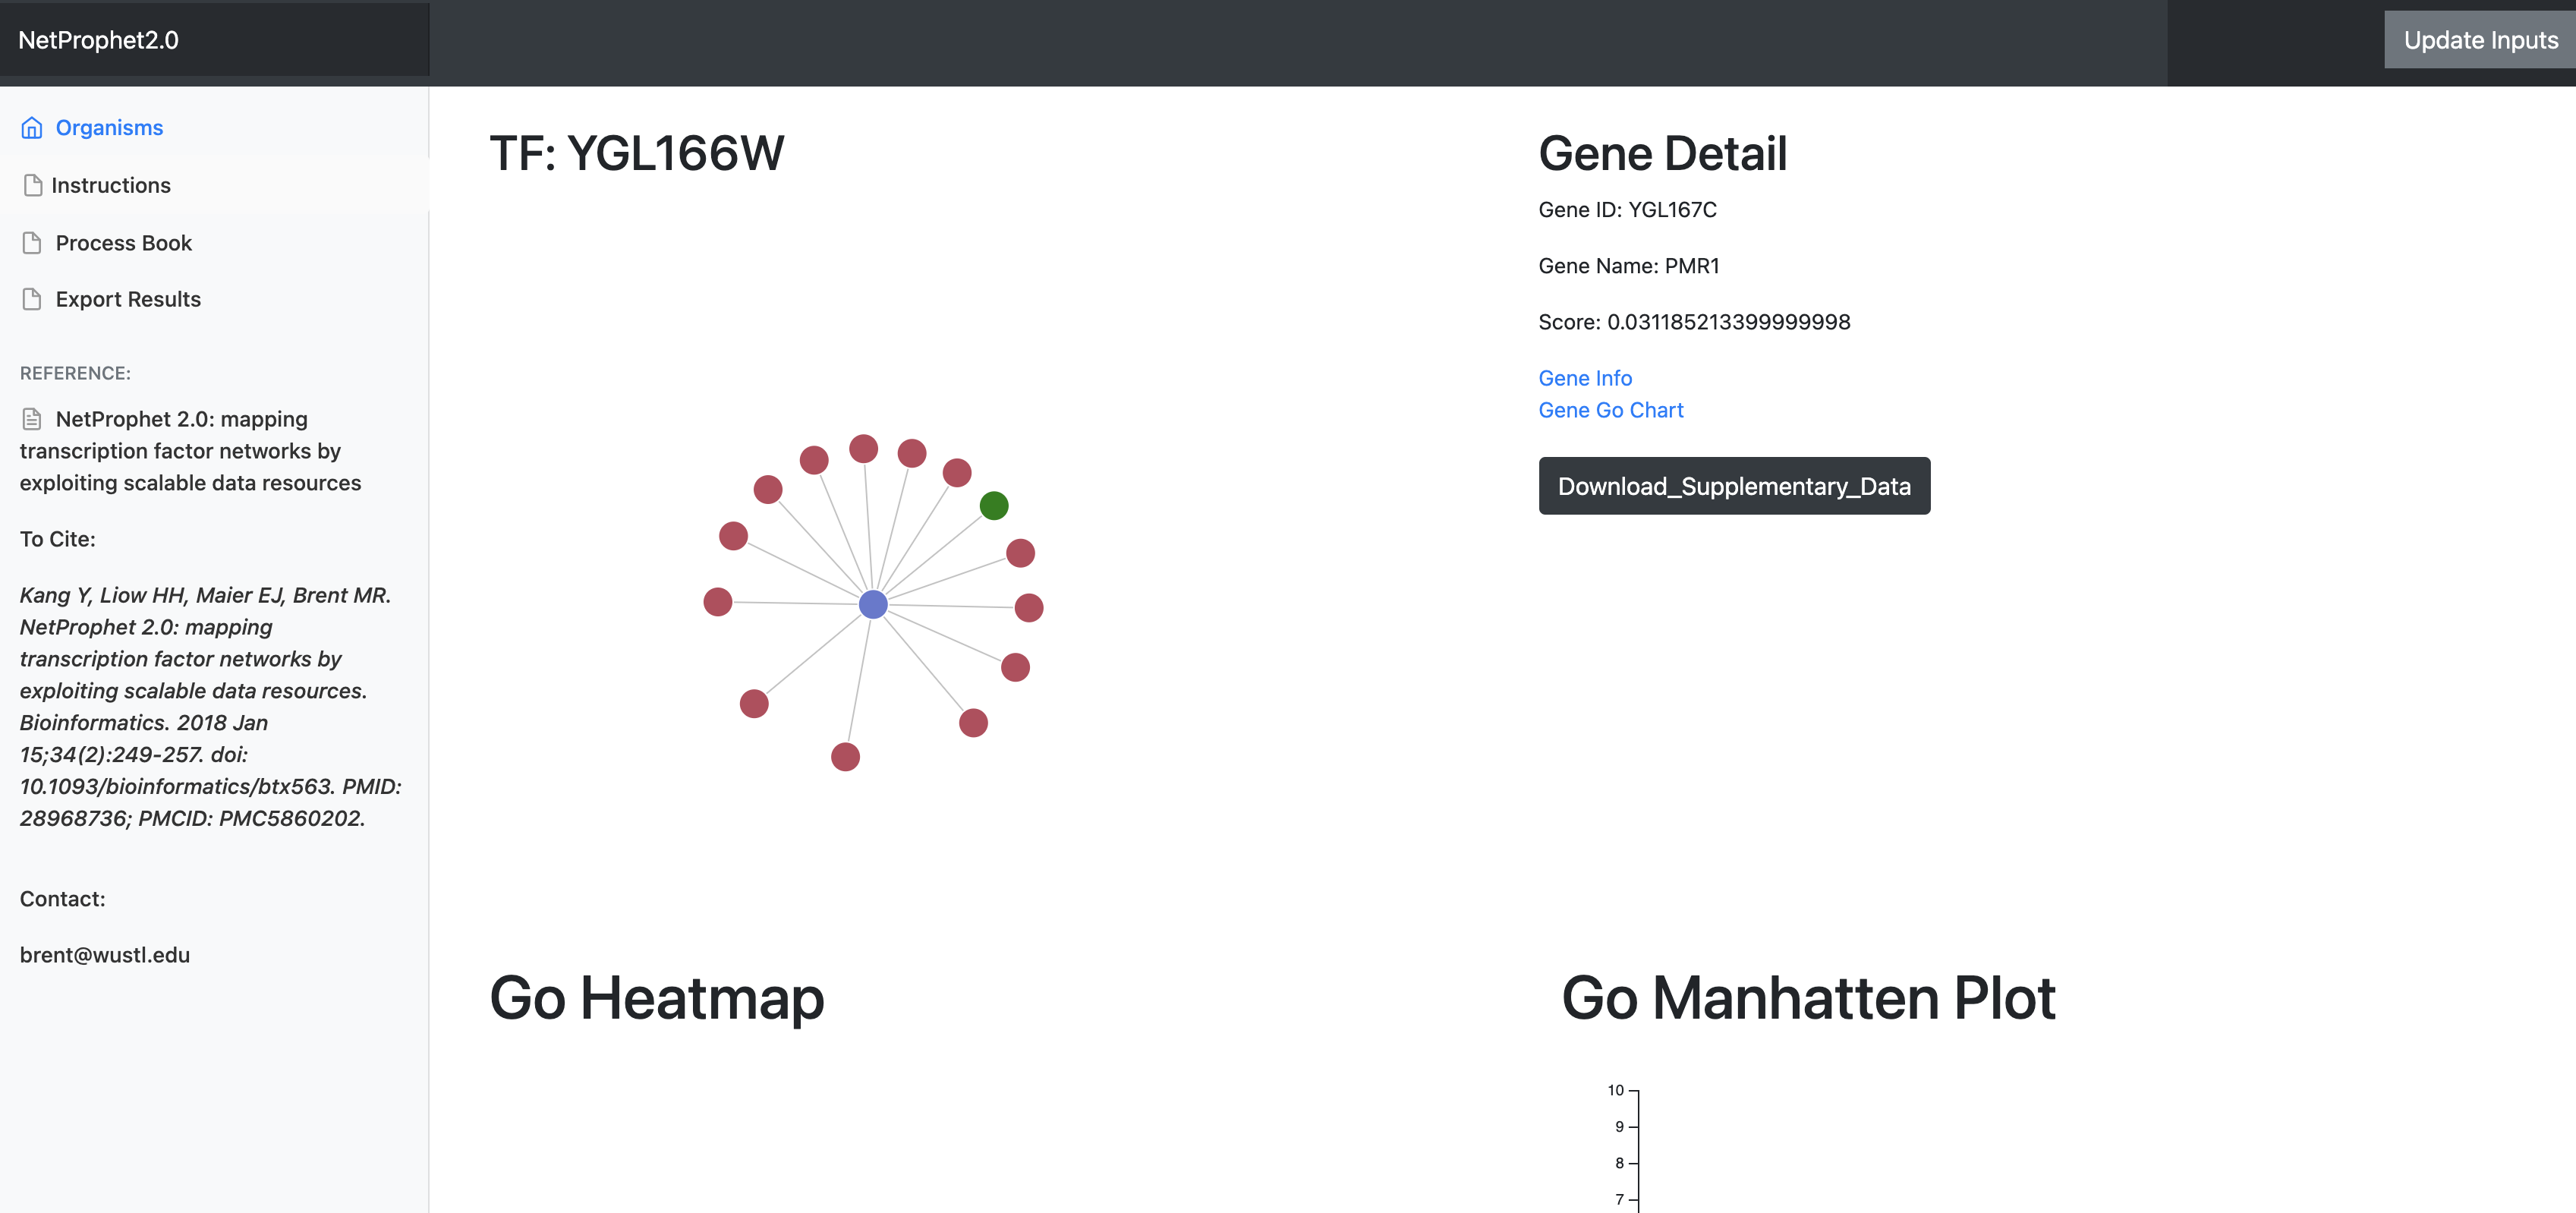 NetProphet2.0
Update Inputs
Organisms
Instructions
Process Book
Export Results
REFERENCE:
NetProphet 2.0: mapping
transcription factor networks by
exploiting scalable data resources
To Cite:
Kang Y, Liow HH, Maier EJ, Brent MR.
NetProphet 2.0: mapping
transcription factor networks by
exploiting scalable data resources.
Bioinformatics. 2018 Jan
15;34(2):249-257. doi:
10.1093/bioinformatics/btx563. PMID:
28968736; PMCID: PMC5860202.
Contact:
brent@wustl.edu
TF: YGL166W
Gene Detail
Gene ID: YGL167C
Gene Name: PMR1
Score: 0.031185213399999998
Gene Info
Gene Go Chart
Download_Supplementary_Data
Go Heatmap
Go Manhatten Plot
10
9
8
7